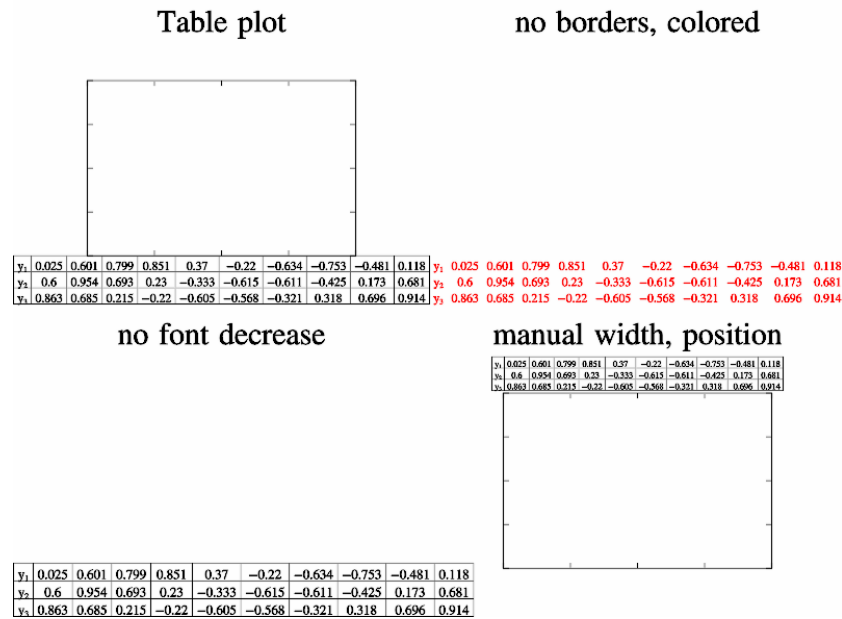 Table plot
no borders, colored
y₁ 0.025 0.601 0.799 0.851 0.37 −0.22 −0.634 −0.753 −0.481 0.118
y₂ 0.6 0.954 0.693 0.23 −0.333 −0.615 −0.611 −0.425 0.173 0.681
y₃ 0.863 0.685 0.215 −0.22 −0.605 −0.568 −0.321 0.318 0.696 0.914
y₁ 0.025 0.601 0.799 0.851 0.37 −0.22 −0.634 −0.753 −0.481 0.118
y₂ 0.6 0.954 0.693 0.23 −0.333 −0.615 −0.611 −0.425 0.173 0.681
y₃ 0.863 0.685 0.215 −0.22 −0.605 −0.568 −0.321 0.318 0.696 0.914
no font decrease
manual width, position
y₁ 0.025 0.601 0.799 0.851 0.37 −0.22 −0.634 −0.753 −0.481 0.118
y₂ 0.6 0.954 0.693 0.23 −0.333 −0.615 −0.611 −0.425 0.173 0.681
y₃ 0.863 0.685 0.215 −0.22 −0.605 −0.568 −0.321 0.318 0.696 0.914
y₁ 0.025 0.601 0.799 0.851 0.37 −0.22 −0.634 −0.753 −0.481 0.118
y₂ 0.6 0.954 0.693 0.23 −0.333 −0.615 −0.611 −0.425 0.173 0.681
y₃ 0.863 0.685 0.215 −0.22 −0.605 −0.568 −0.321 0.318 0.696 0.914